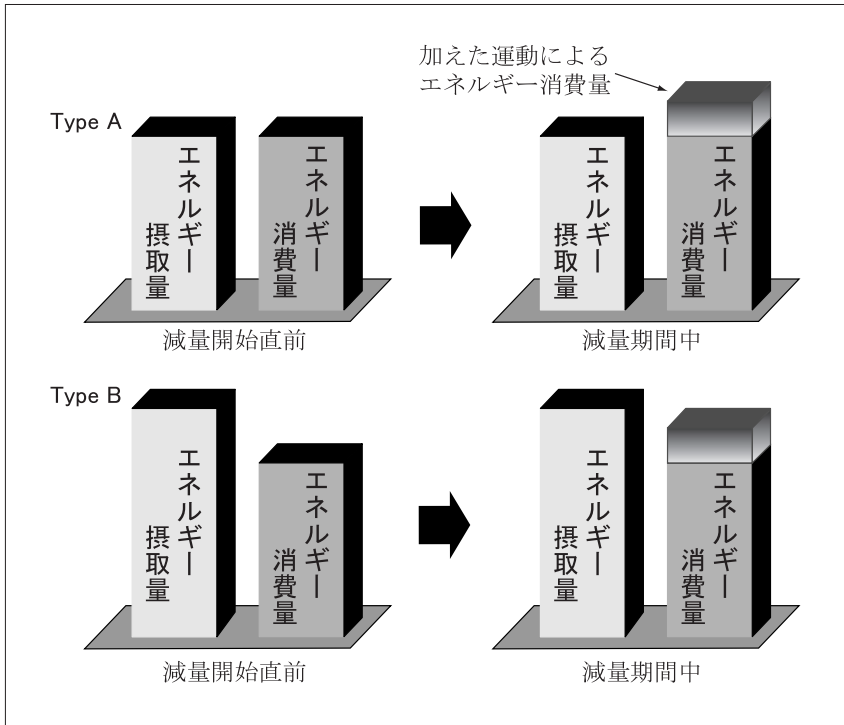 加えた運動による
エネルギー消費量
Type A
エネルギー
摂取量
エネルギー
消費量
エネルギー
摂取量
エネルギー
消費量
減量開始直前
減量期間中
Type B
エネルギー
摂取量
エネルギー
消費量
エネルギー
摂取量
エネルギー
消費量
減量開始直前
減量期間中